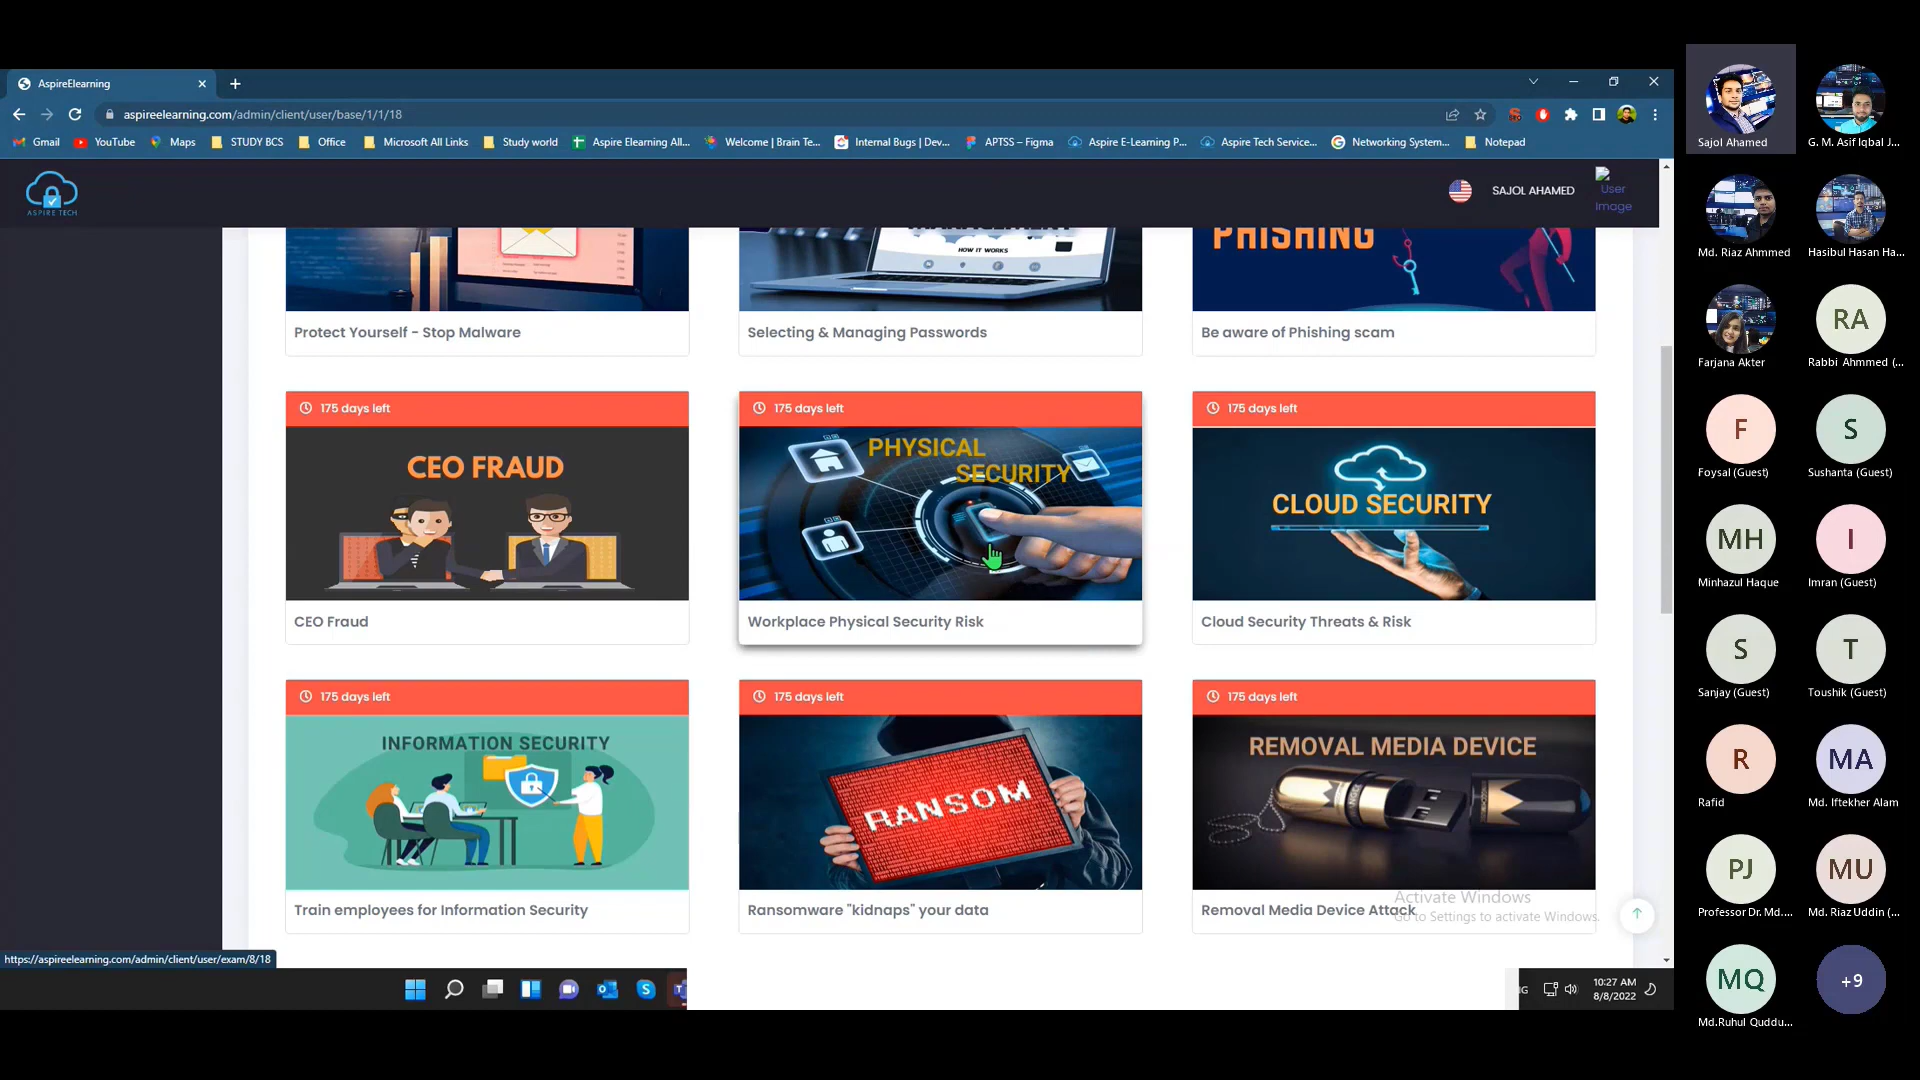 AspireElearning
aspireelearning.com/admin/client/user/base/1/1/18
Gmail
YouTube
Maps
STUDY BCS
Office
Microsoft All Links
Study world
Aspire Elearning All...
Welcome | Brain Te...
Internal Bugs | Dev...
APTSS – Figma
Aspire E-Learning P...
Aspire Tech Service...
Networking System...
Notepad
ASPIRE TECH
SAJOL AHAMED
User
Image
HOW IT WORKS
PHISHING
Protect Yourself - Stop Malware
Selecting & Managing Passwords
Be aware of Phishing scam
175 days left
175 days left
175 days left
CEO FRAUD
PHYSICAL
SECURITY
CLOUD SECURITY
CEO Fraud
Workplace Physical Security Risk
Cloud Security Threats & Risk
175 days left
175 days left
175 days left
INFORMATION SECURITY
RANSOM
REMOVAL MEDIA DEVICE
Train employees for Information Security
Ransomware "kidnaps" your data
Removal Media Device Attack
Activate Windows
Go to Settings to activate Windows.
https://aspireelearning.com/admin/client/user/exam/8/18
10:27 AM
8/8/2022
Sajol Ahamed
G. M. Asif Iqbal J...
Md. Riaz Ahmmed
Hasibul Hasan Ha...
Farjana Akter
RA
Rabbi Ahmmed (...
F
Foysal (Guest)
S
Sushanta (Guest)
MH
Minhazul Haque
I
Imran (Guest)
S
Sanjay (Guest)
T
Toushik (Guest)
R
Rafid
MA
Md. Iftekher Alam
PJ
Professor Dr. Md....
MU
Md. Riaz Uddin (...
MQ
Md.Ruhul Quddu...
+9